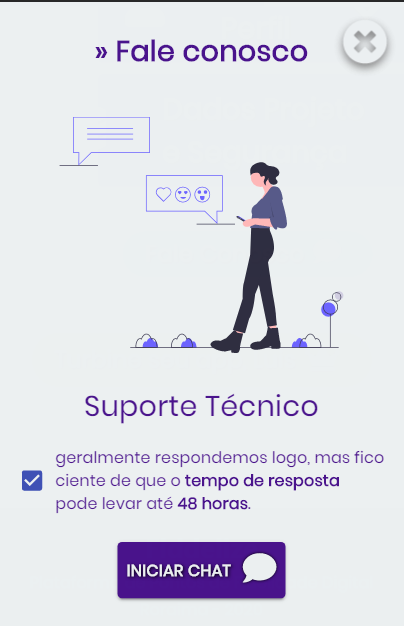 » Fale conosco
Suporte Técnico
geralmente respondemos logo, mas fico
ciente de que o tempo de resposta
pode levar até 48 horas.
INICIAR CHAT